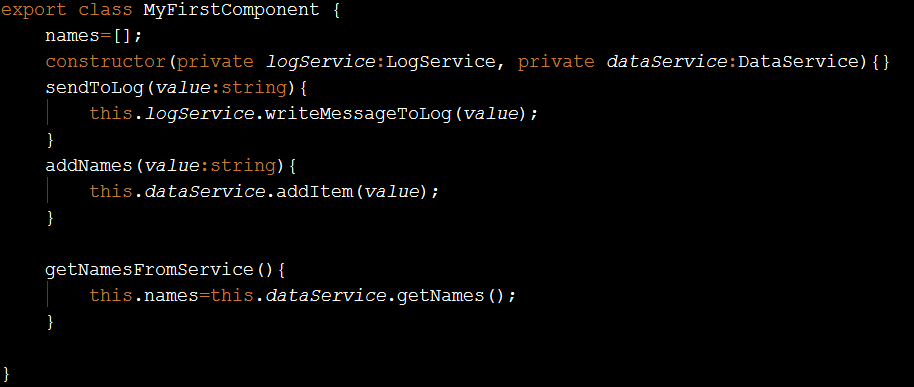 export class MyFirstComponent {
    names=[];
    constructor(private logService:LogService, private dataService:DataService){}
    sendToLog(value:string){
        this.logService.writeMessageToLog(value);
    }
    addNames(value:string){
        this.dataService.addItem(value);
    }

    getNamesFromService(){
        this.names=this.dataService.getNames();
    }

}